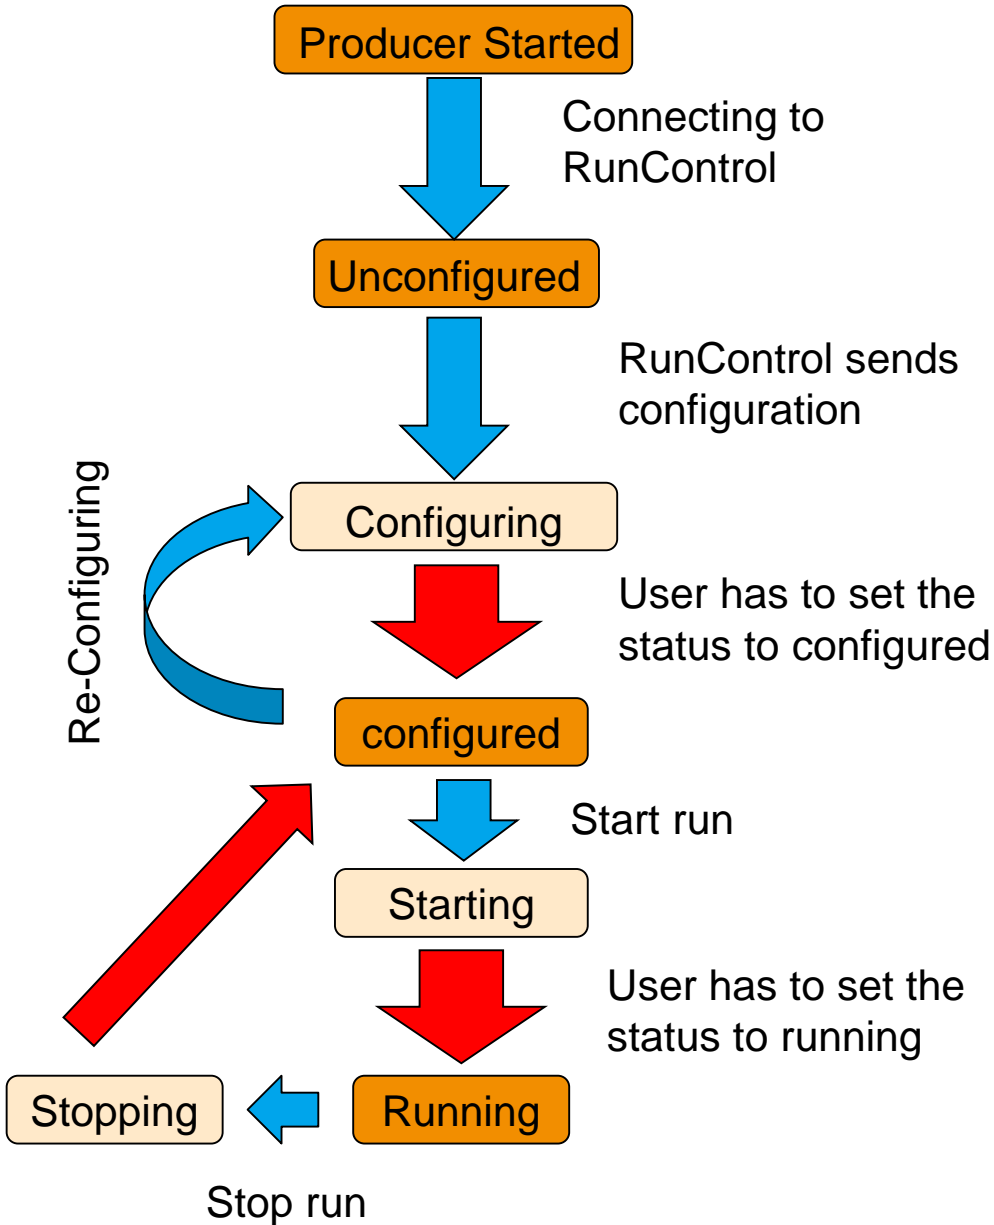 Producer Started
Connecting to
RunControl
Unconfigured
RunControl sends
configuration
Re-Configuring
Configuring
User has to set the
status to configured
configured
Start run
Starting
User has to set the
status to running
Stopping
Running
Stop run